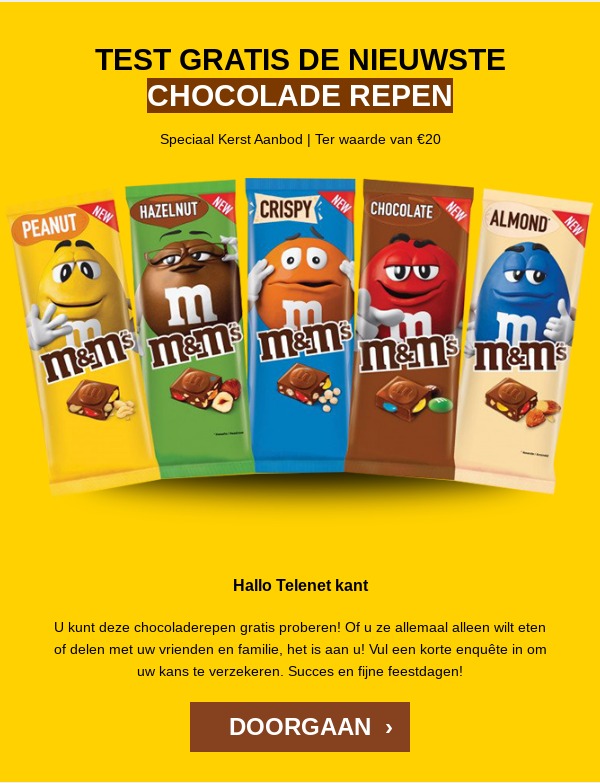 TEST GRATIS DE NIEUWSTE
CHOCOLADE REPEN
Speciaal Kerst Aanbod | Ter waarde van €20
PEANUT NEW
HAZELNUT NEW
CRISPY NEW
CHOCOLATE NEW
ALMOND NEW
m
m&m's
m
m&m's
m
m&m's
m
m&m's
m
m&m's
Hallo Telenet kant
U kunt deze chocoladerepen gratis proberen! Of u ze allemaal alleen wilt eten
of delen met uw vrienden en familie, het is aan u! Vul een korte enquête in om
uw kans te verzekeren. Succes en fijne feestdagen!
DOORGAAN ›